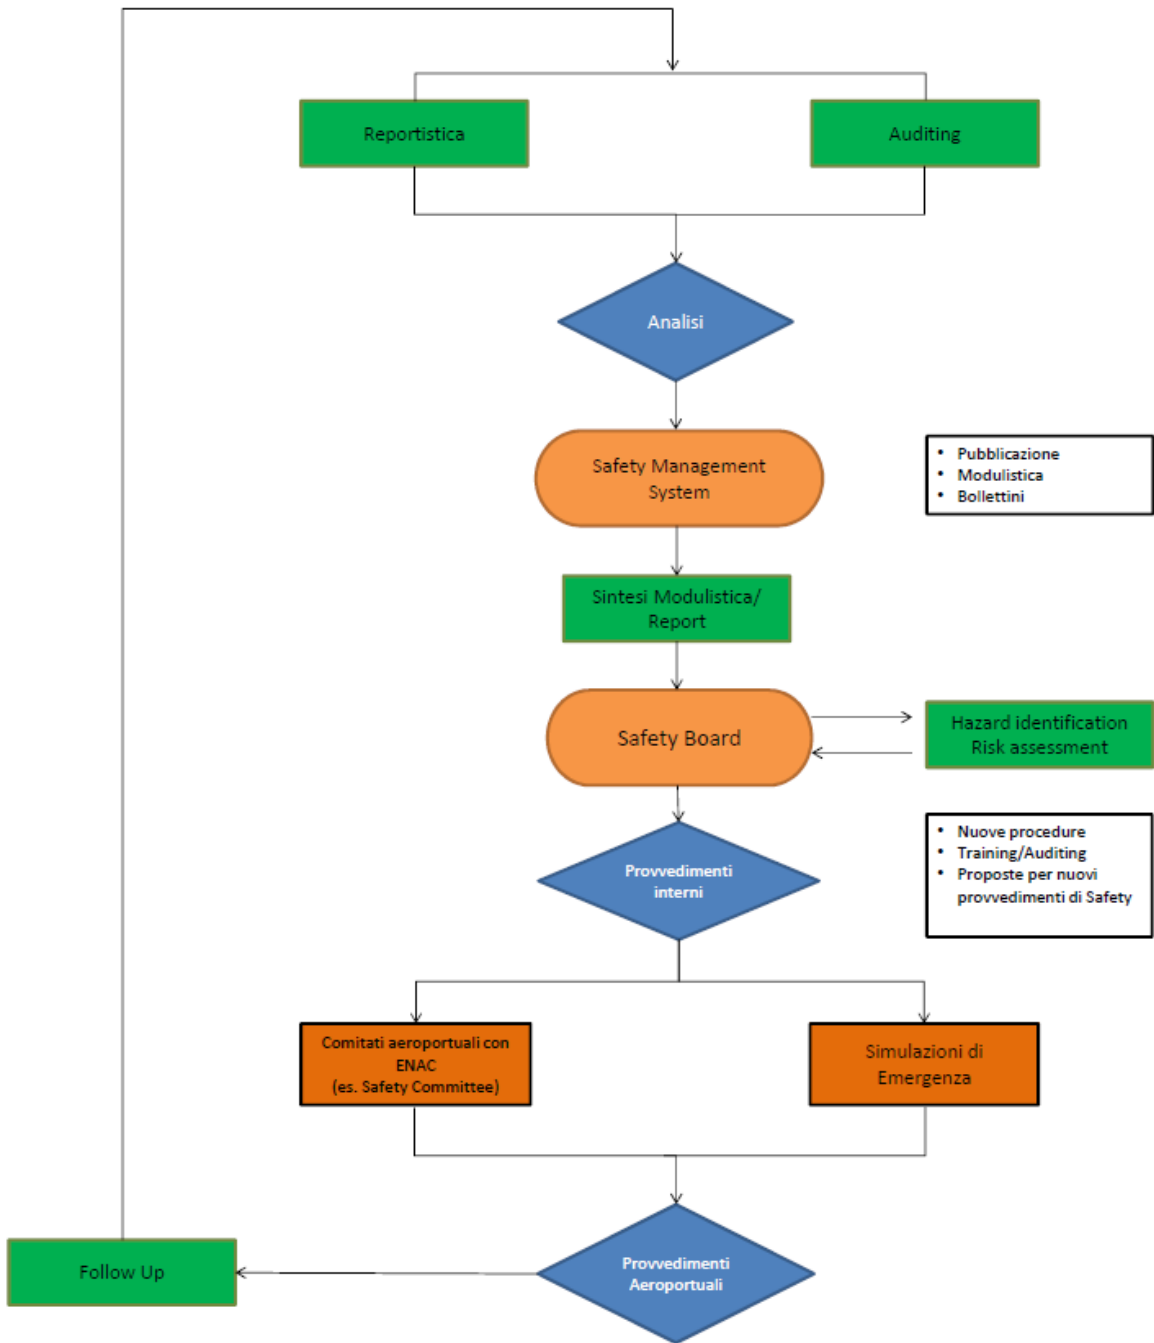 Reportistica
Auditing
Analisi
Safety Management
System
• Pubblicazione
• Modulistica
• Bollettini
Sintesi Modulistica/
Report
Safety Board
Hazard identification
Risk assessment
Provvedimenti
interni
• Nuove procedure
• Training/Auditing
• Proposte per nuovi
provvedimenti di Safety
Comitati aeroportuali con
ENAC
(es. Safety Committee)
Simulazioni di
Emergenza
Follow Up
Provvedimenti
Aeroportuali